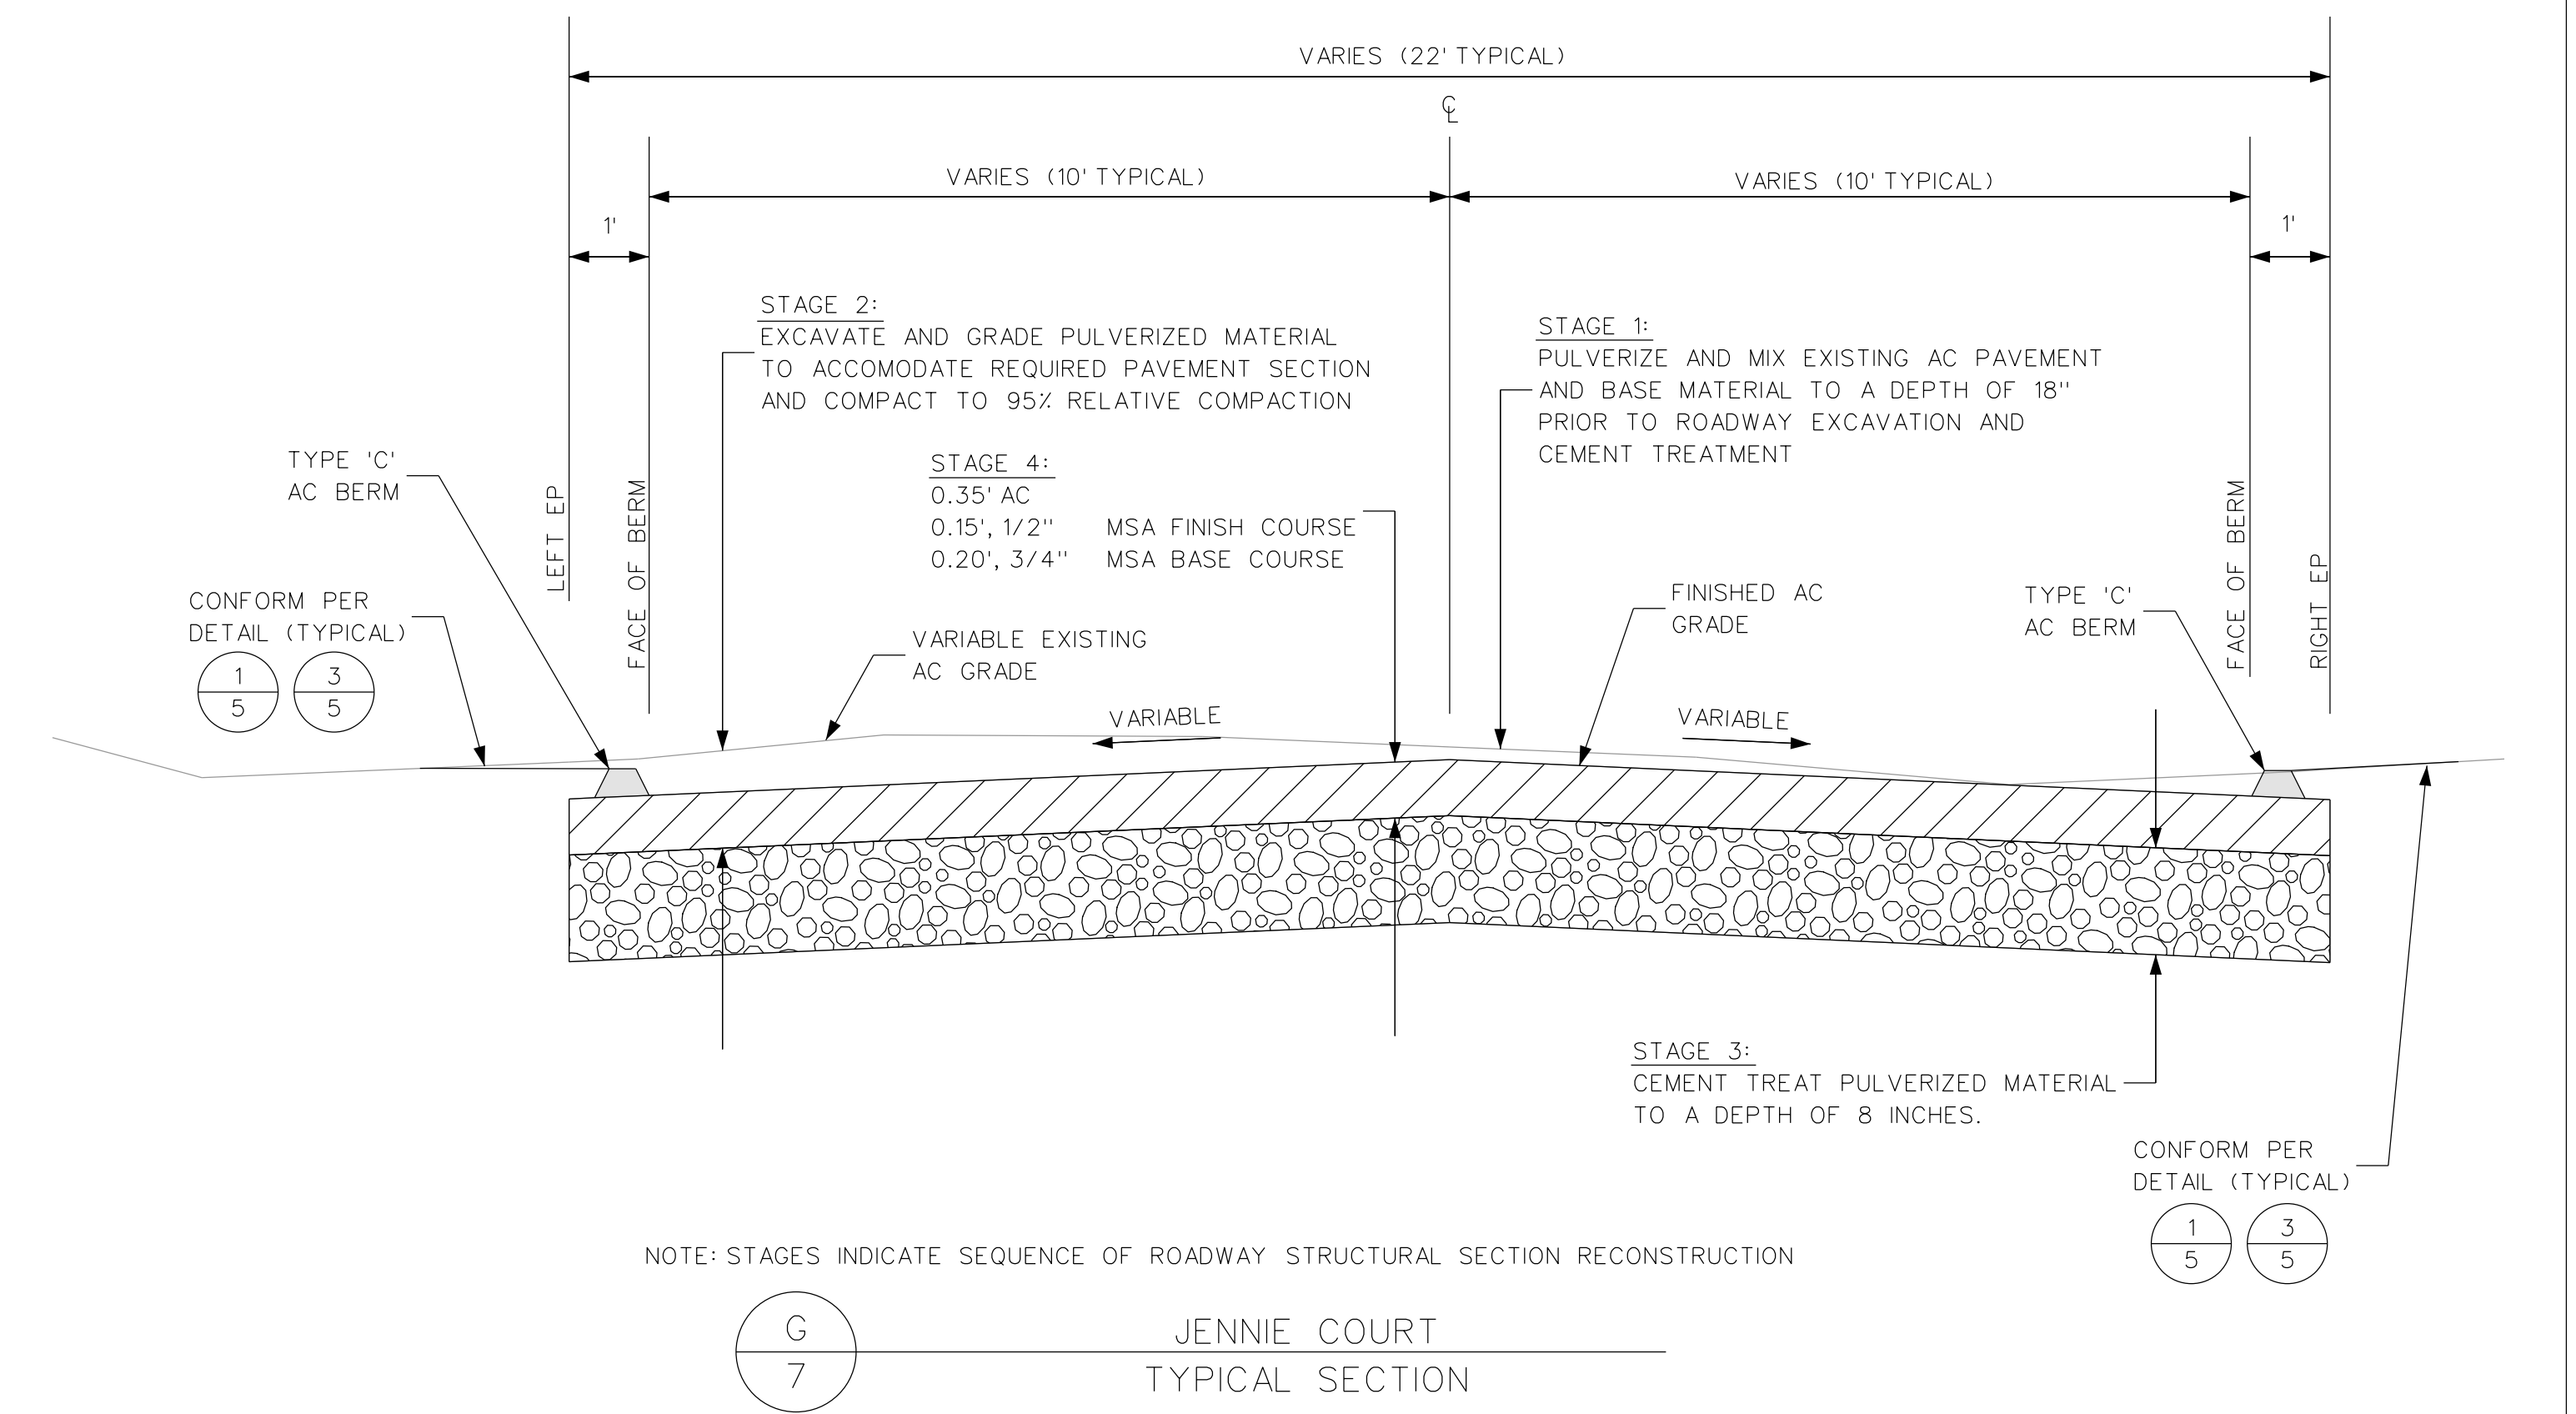 VARIES (22' TYPICAL)
℄
VARIES (10' TYPICAL)
VARIES (10' TYPICAL)
1'
1'
STAGE 2:
EXCAVATE AND GRADE PULVERIZED MATERIAL
TO ACCOMODATE REQUIRED PAVEMENT SECTION
AND COMPACT TO 95% RELATIVE COMPACTION
STAGE 1:
PULVERIZE AND MIX EXISTING AC PAVEMENT
AND BASE MATERIAL TO A DEPTH OF 18"
PRIOR TO ROADWAY EXCAVATION AND
CEMENT TREATMENT
TYPE 'C'
AC BERM
STAGE 4:
0.35' AC
0.15', 1/2" MSA FINISH COURSE
0.20', 3/4" MSA BASE COURSE
LEFT EP
FACE OF BERM
FACE OF BERM
RIGHT EP
CONFORM PER
DETAIL (TYPICAL)
1 3
5 5
VARIABLE EXISTING
AC GRADE
FINISHED AC
GRADE
TYPE 'C'
AC BERM
VARIABLE
VARIABLE
STAGE 3:
CEMENT TREAT PULVERIZED MATERIAL
TO A DEPTH OF 8 INCHES.
CONFORM PER
DETAIL (TYPICAL)
1 3
5 5
NOTE: STAGES INDICATE SEQUENCE OF ROADWAY STRUCTURAL SECTION RECONSTRUCTION
G
7
JENNIE COURT
TYPICAL SECTION